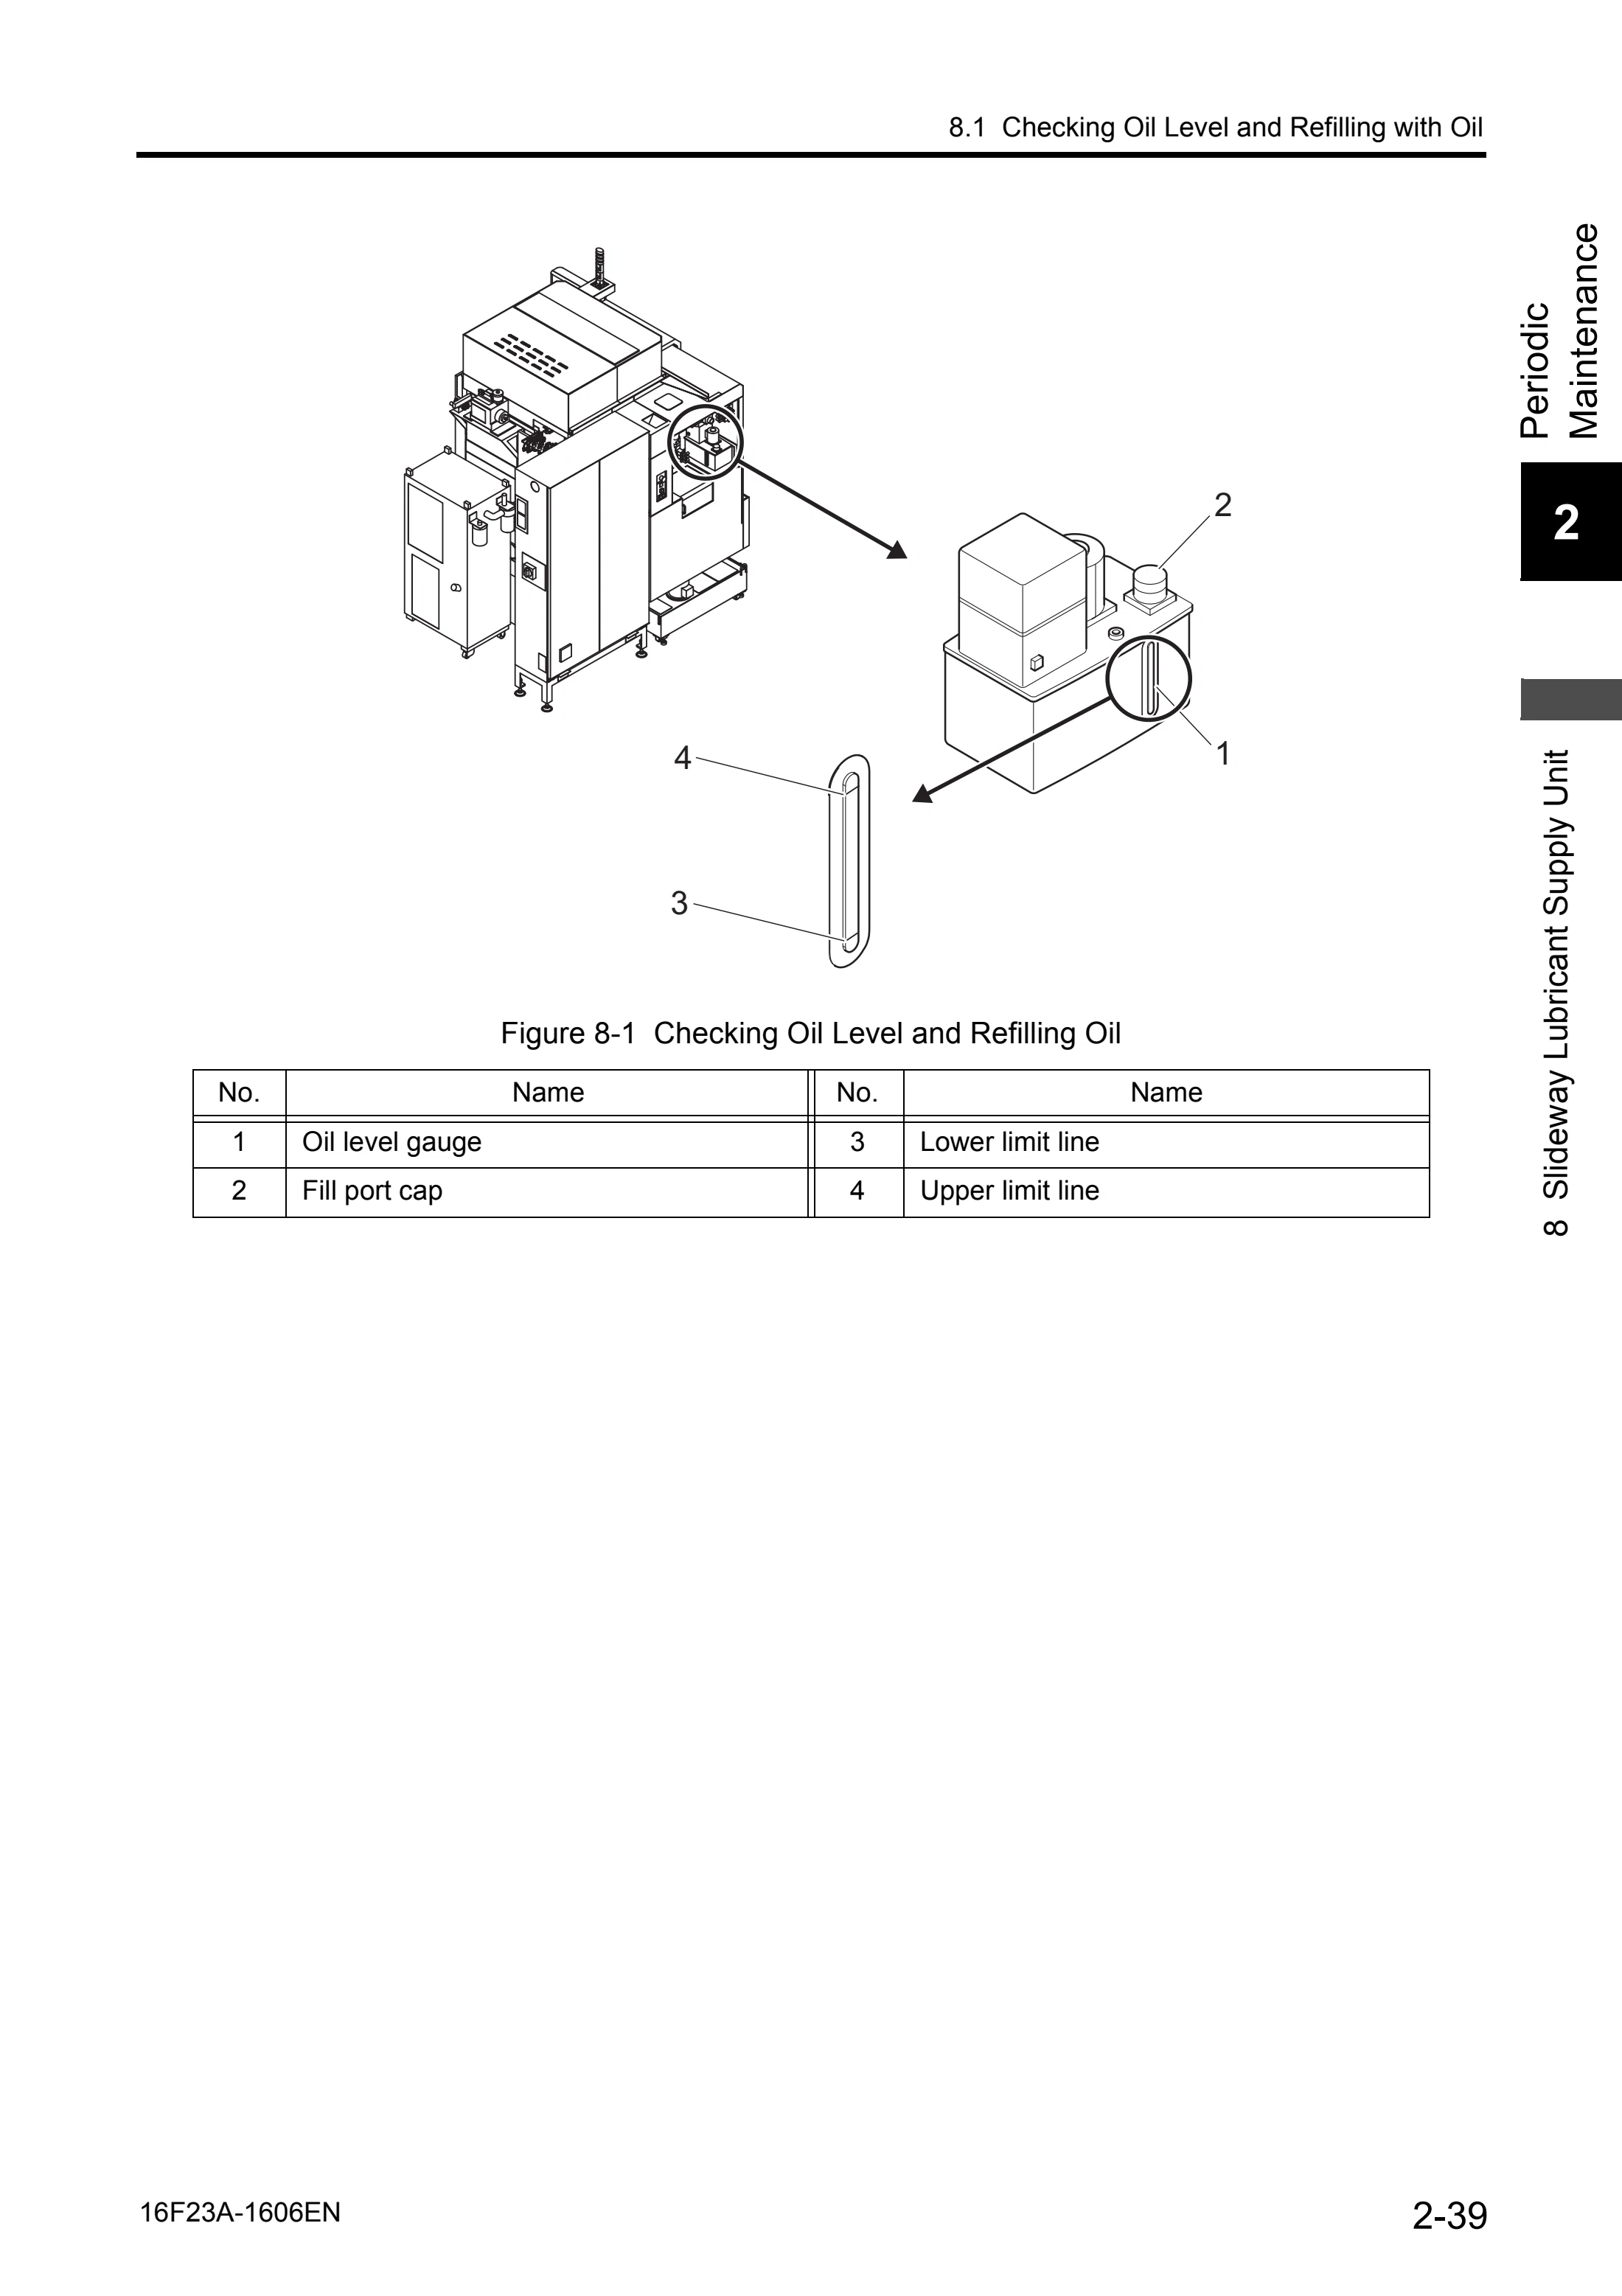 8.1 Checking Oil Level and Refilling with Oil
Periodic
Maintenance
2
8 Slideway Lubricant Supply Unit
2
1
4
3
Figure 8-1 Checking Oil Level and Refilling Oil
No. Name No. Name
1 Oil level gauge 3 Lower limit line
2 Fill port cap 4 Upper limit line
16F23A-1606EN
2-39